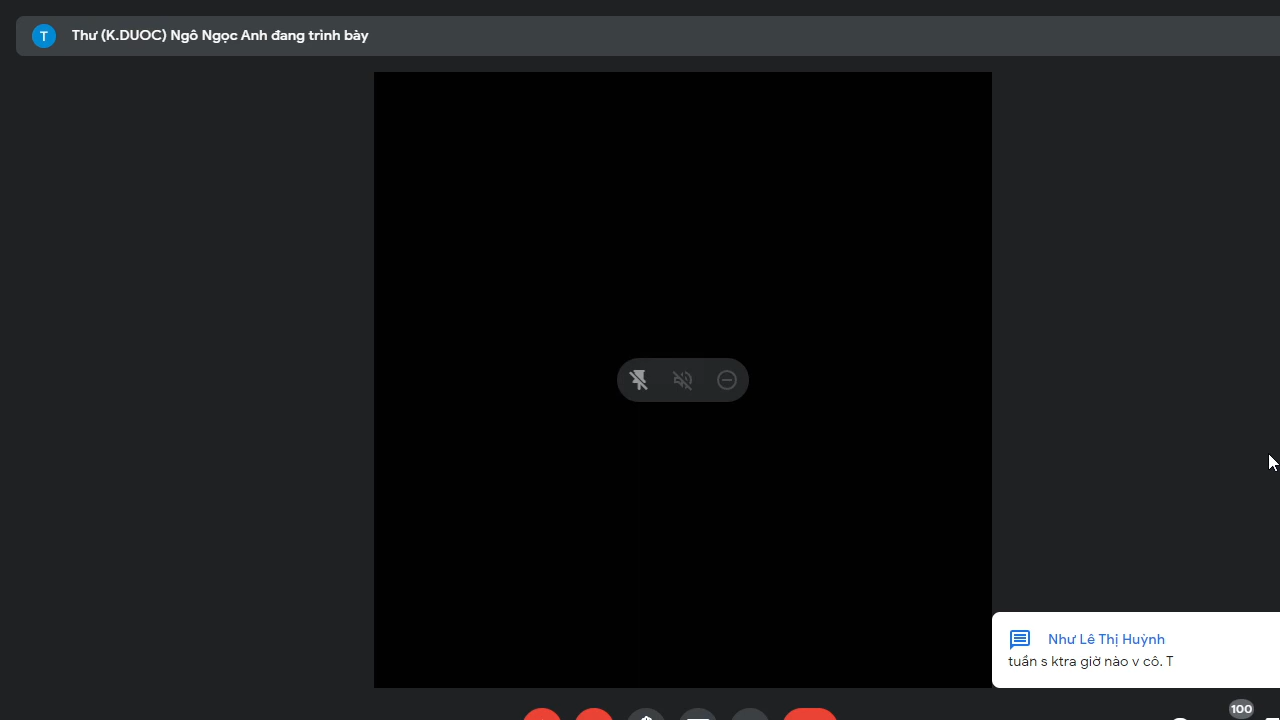 T
Thư (K.DUOC) Ngô Ngọc Anh đang trình bày
Như Lê Thị Huỳnh
tuần s ktra giờ nào v cô. T
100